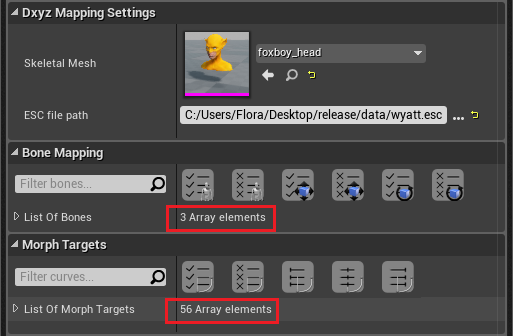 Dxyz Mapping Settings
Skeletal Mesh
foxboy_head
ESC file path
C:/Users/Flora/Desktop/release/data/wyatt.esc
...
Bone Mapping
Filter bones...
List Of Bones
3 Array elements
Morph Targets
Filter curves...
List Of Morph Targets
56 Array elements